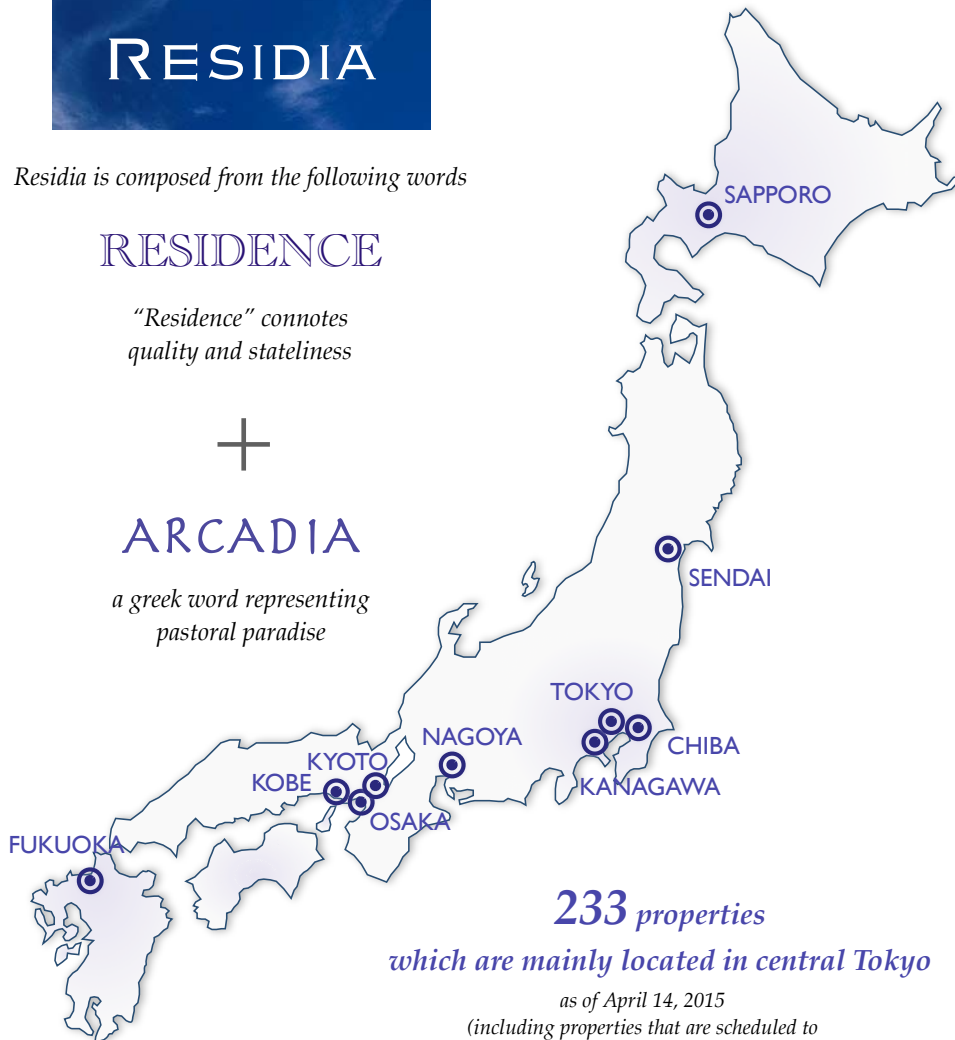 RESIDIA
Residia is composed from the following words
RESIDENCE
“Residence” connotes
quality and stateliness
+
ARCADIA
a greek word representing
pastoral paradise
SAPPORO
SENDAI
TOKYO
CHIBA
KANAGAWA
NAGOYA
KYOTO
KOBE
OSAKA
FUKUOKA
233 properties
which are mainly located in central Tokyo
as of April 14, 2015
(including properties that are scheduled to